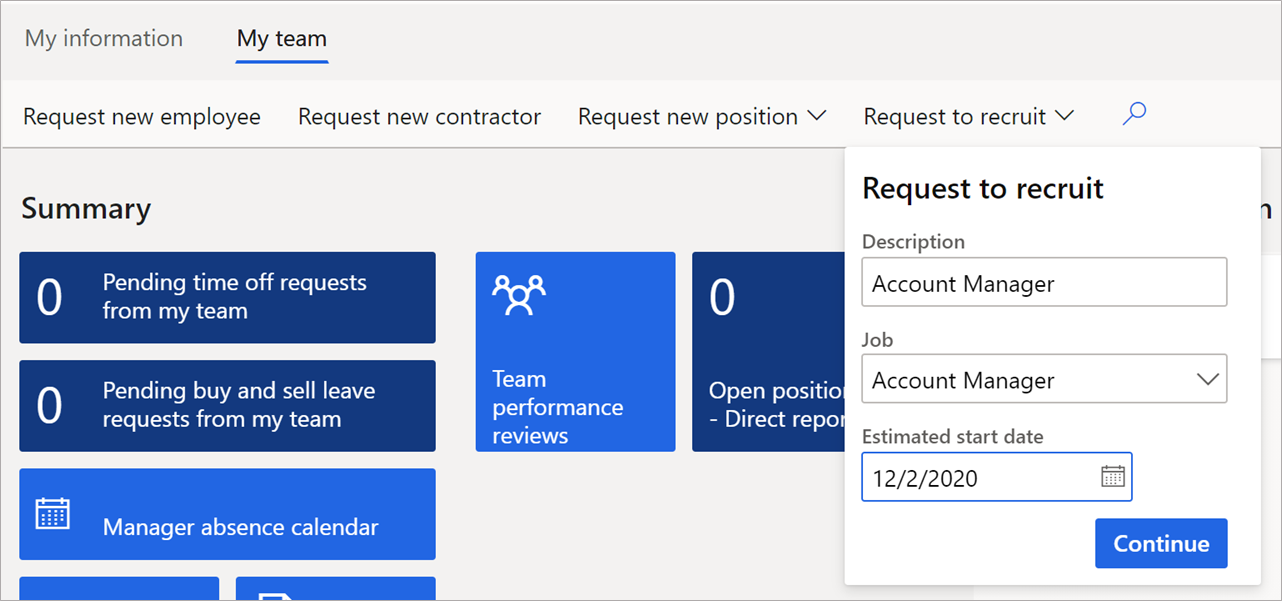 My information
My team
Request new employee
Request new contractor
Request new position
Request to recruit
Summary
0
Pending time off requests
from my team
0
Pending buy and sell leave
requests from my team
Manager absence calendar
Team
performance
reviews
0
Open position
- Direct repor
Request to recruit
Description
Account Manager
Job
Account Manager
Estimated start date
12/2/2020
Continue
n